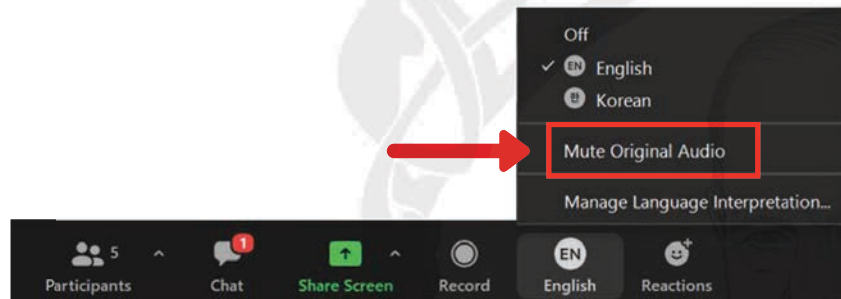 Off
✓ EN English
한 Korean
Mute Original Audio
Manage Language Interpretation...
5
1
EN
Participants Chat Share Screen Record English Reactions